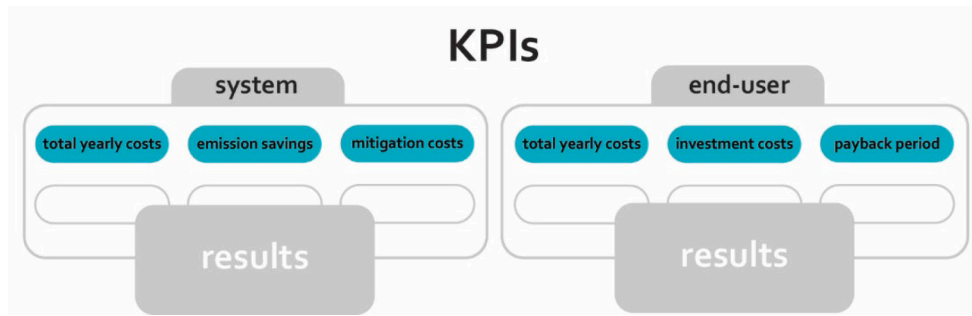 KPIs
system
end-user
total yearly costs
emission savings
mitigation costs
total yearly costs
investment costs
payback period
results
results